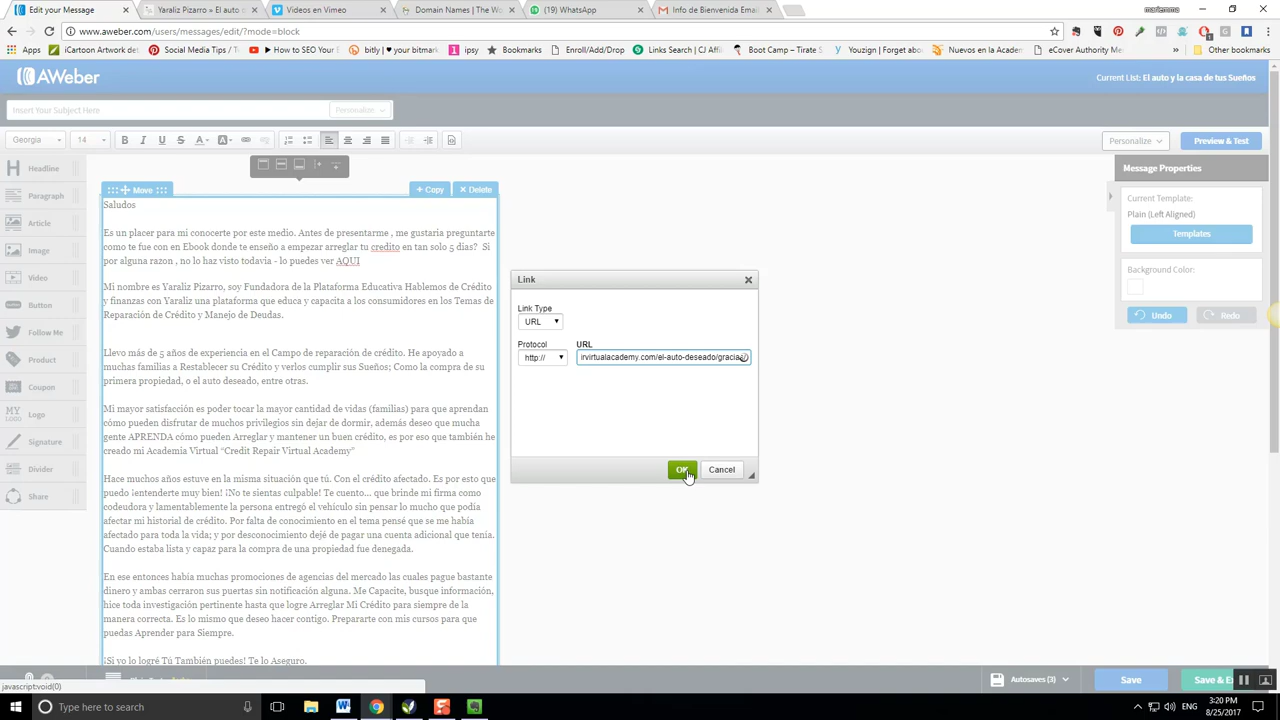 Edit your Message
Yaraliz Pizarro » El auto s
Videos en Vimeo
Domain Names | The Wo
(19) WhatsApp
Info de Bienvenida Email
mariemma
https://www.aweber.com/users/messages/edit/?mode=block
Apps
iCartoon Artwork det
Social Media Tips / 
How to SEO Your B
bitly | ♥ your bitmark
ipsy
Bookmarks
Enroll/Add/Drop
Links Search | CJ Affi
Boot Camp – Tirate S
Youzign | Forget abo
Nuevos en la Academ
eCover Authority Me
Other bookmarks
AWeber
Current List: El auto y la casa de tus Sueños
Insert Your Subject Here
Personalize
Georgia
14
B I U S A A
Personalize
Preview & Test
Headline
Paragraph
Article
Image
Video
Button
Follow Me
Product
Coupon
MY LOGO Logo
Signature
Divider
Share
Move
+ Copy
× Delete
Saludos
Es un placer para mi conocerte por este medio. Antes de presentarme , me gustaria preguntarte
como te fue con en Ebook donde te enseño a empezar arreglar tu credito en tan solo 5 dias? Si
por alguna razon , no lo haz visto todavia - lo puedes ver AQUI
Mi nombre es Yaraliz Pizarro, soy Fundadora de la Plataforma Educativa Hablemos de Crédito
y finanzas con Yaraliz una plataforma que educa y capacita a los consumidores en los Temas de
Reparación de Crédito y Manejo de Deudas.
Llevo más de 5 años de experiencia en el Campo de reparación de crédito. He apoyado a
muchas familias a Restablecer su Crédito y verlos cumplir sus Sueños; Como la compra de su
primera propiedad, o el auto deseado, entre otras.
Mi mayor satisfacción es poder tocar la mayor cantidad de vidas (familias) para que aprendan
cómo pueden disfrutar de muchos privilegios sin dejar de dormir, además deseo que mucha
gente APRENDA cómo pueden Arreglar y mantener un buen crédito, es por eso que también he
creado mi Academia Virtual “Credit Repair Virtual Academy”
Hace muchos años estuve en la misma situación que tú. Con el crédito afectado. Es por esto que
puedo ¡entenderte muy bien! ¡No te sientas culpable! Te cuento... que brinde mi firma como
codeudora y lamentablemente la persona entregó el vehículo sin pensar lo mucho que podía
afectar mi historial de crédito. Por falta de conocimiento en el tema pensé que se me había
afectado para toda la vida; y por desconocimiento dejé de pagar una cuenta adicional que tenía.
Cuando estaba lista y capaz para la compra de una propiedad fue denegada.
En ese entonces había muchas promociones de agencias del mercado las cuales pague bastante
dinero y ambas cerraron sus puertas sin notificación alguna. Me Capacite, busque información,
hice toda investigación pertinente hasta que logre Arreglar Mi Crédito para siempre de la
manera correcta. Es lo mismo que deseo hacer contigo. Prepararte con mis cursos para que
puedas Aprender para Siempre.
¡Si yo lo logré Tú También puedes! Te lo Aseguro.
Link
Link Type
URL
Protocol
http://
URL
irvirtualacademy.com/el-auto-deseado/gracias/
OK
Cancel
Message Properties
Current Template:
Plain (Left Aligned)
Templates
Background Color:
Undo
Redo
javascript:void(0)
Autosaves (3)
Save
Save & Ex
Type here to search
3:20 PM
8/25/2017